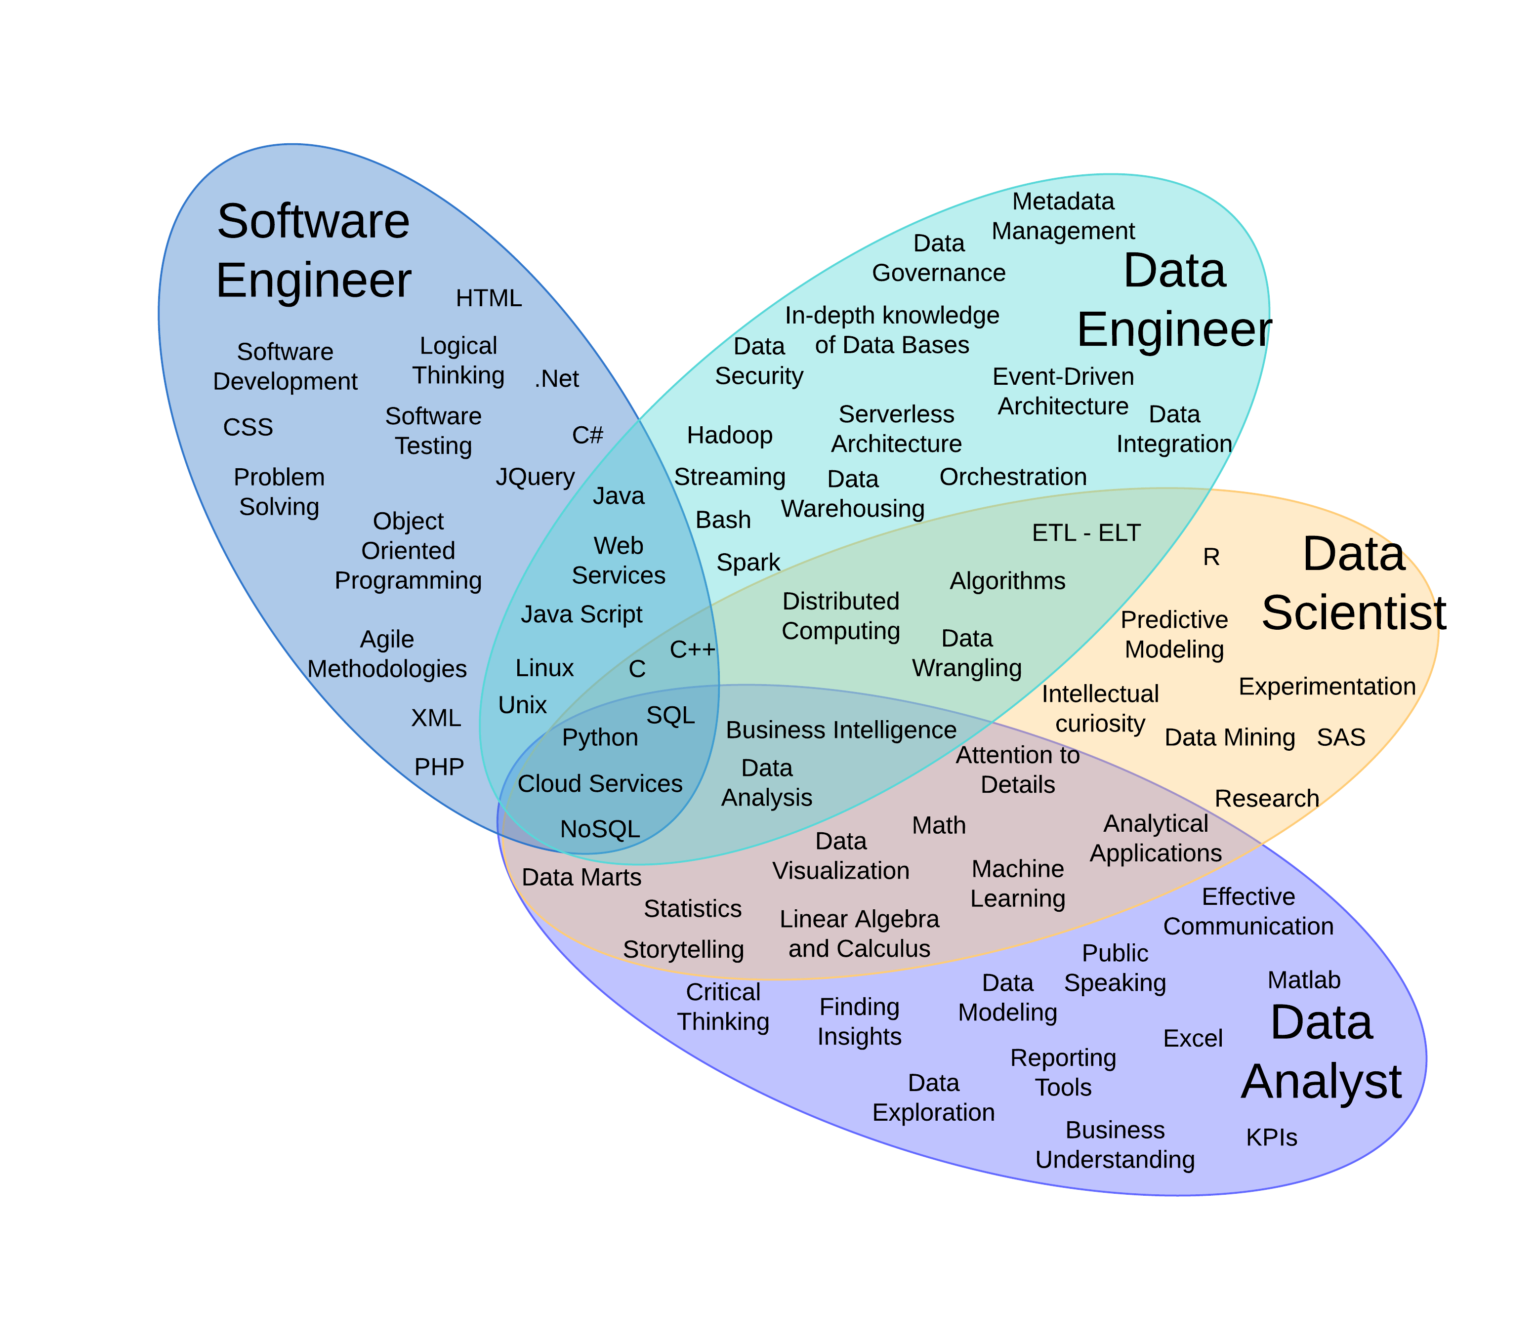 Software
Engineer
HTML
Software
Development
Logical
Thinking
.Net
CSS
Software
Testing
C#
Problem
Solving
JQuery
Object
Oriented
Programming
Agile
Methodologies
XML
PHP
Java
Web
Services
Java Script
Linux
C
C++
Unix
SQL
Python
Cloud Services
NoSQL
Metadata
Management
Data
Governance
Data
Engineer
In-depth knowledge
of Data Bases
Data
Security
Event-Driven
Architecture
Serverless
Architecture
Data
Integration
Hadoop
Streaming
Data
Warehousing
Orchestration
Bash
Spark
ETL - ELT
Algorithms
Distributed
Computing
Data
Wrangling
R
Data
Scientist
Predictive
Modeling
Intellectual
curiosity
Experimentation
Data Mining
SAS
Research
Business Intelligence
Data
Analysis
Attention to
Details
Math
Analytical
Applications
Data
Visualization
Machine
Learning
Data Marts
Statistics
Storytelling
Linear Algebra
and Calculus
Effective
Communication
Public
Speaking
Matlab
Data
Analyst
Critical
Thinking
Finding
Insights
Data
Modeling
Excel
Reporting
Tools
Data
Exploration
Business
Understanding
KPIs